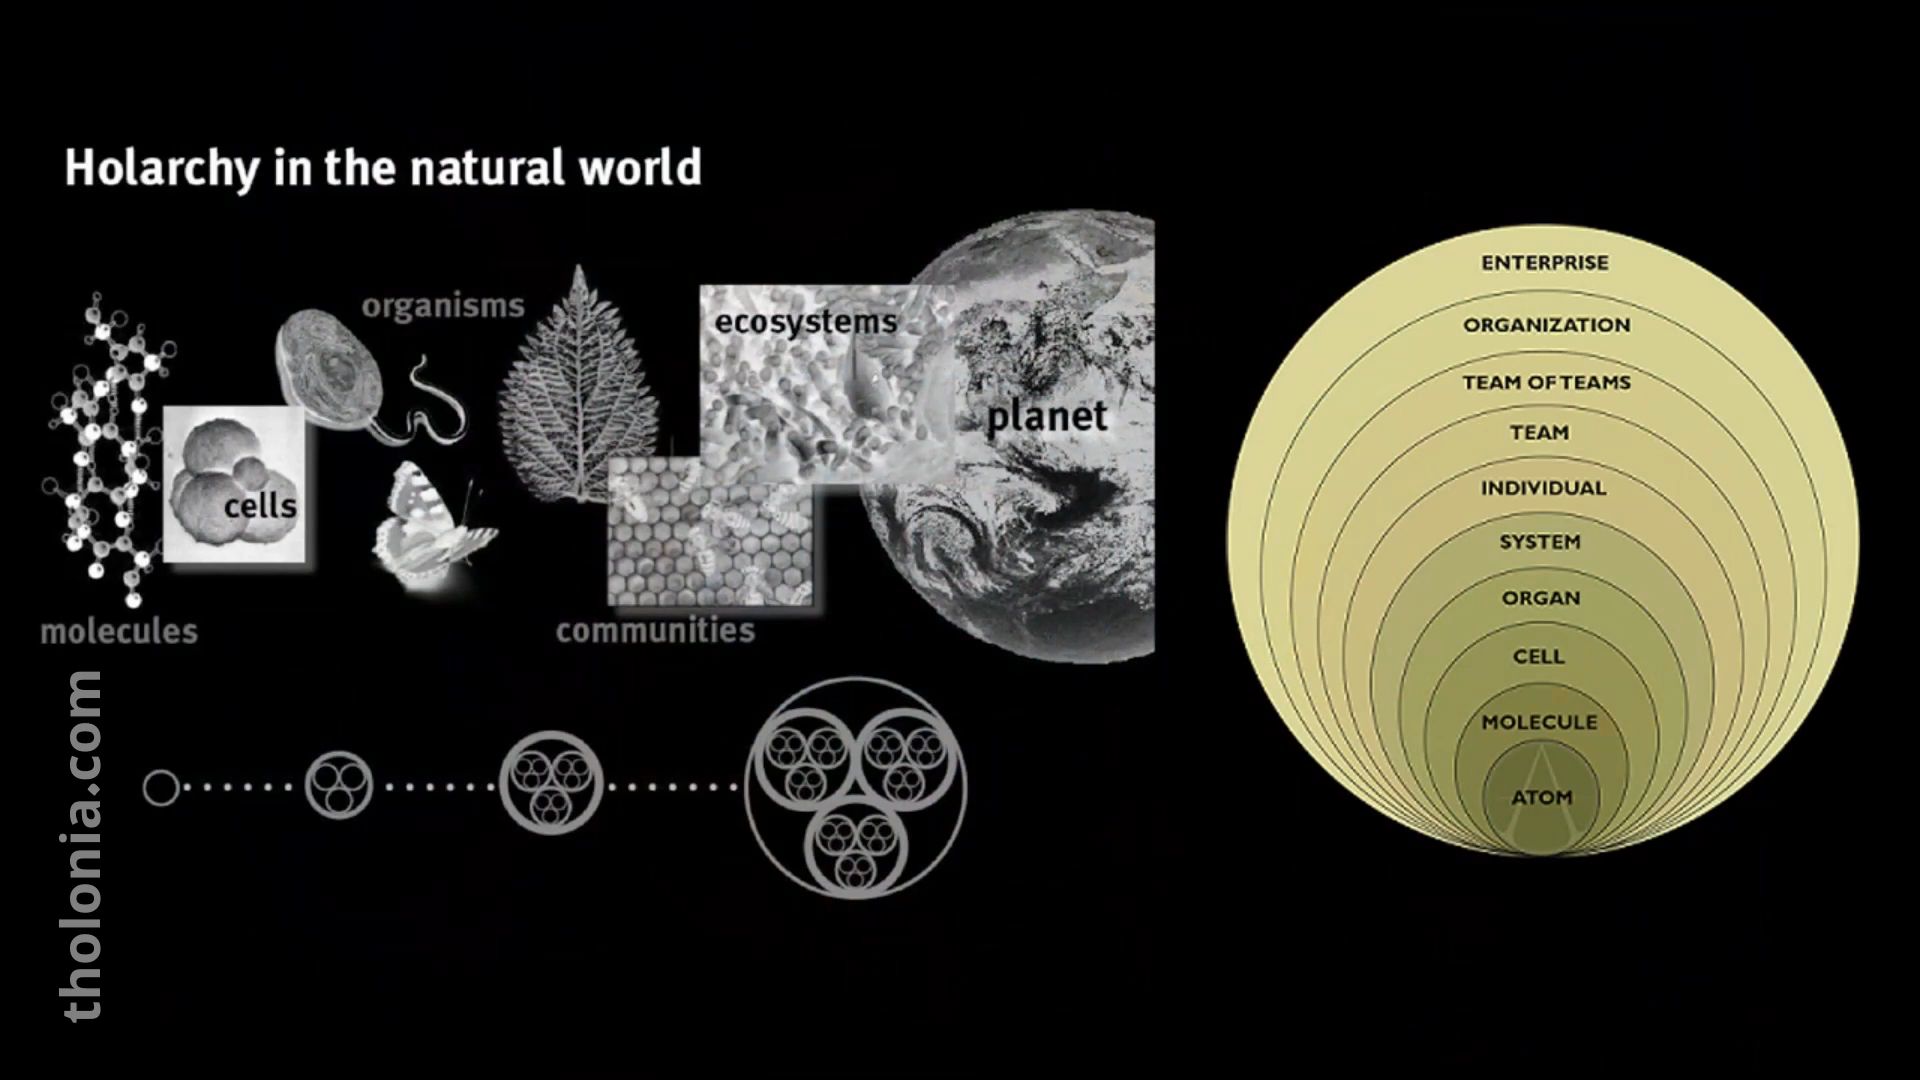 Holarchy in the natural world
organisms
ecosystems
planet
cells
molecules
communities
tholonia.com
ENTERPRISE
ORGANIZATION
TEAM OF TEAMS
TEAM
INDIVIDUAL
SYSTEM
ORGAN
CELL
MOLECULE
ATOM